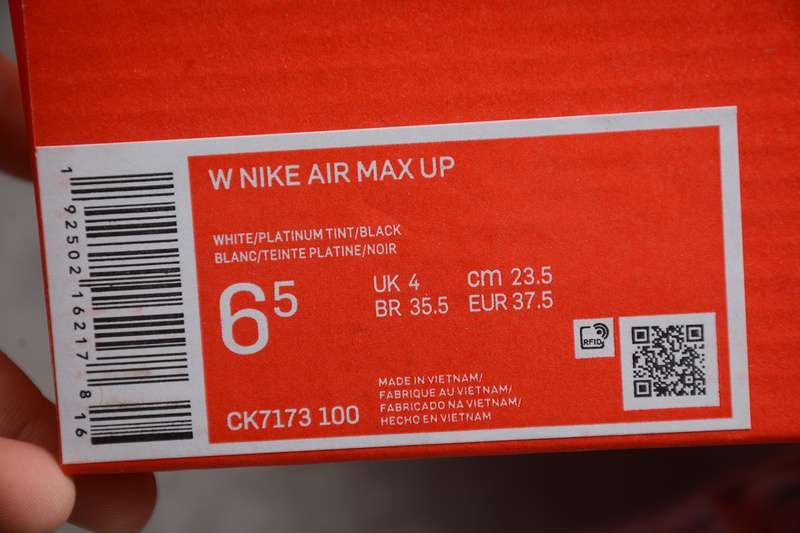 W NIKE AIR MAX UP
WHITE/PLATINUM TINT/BLACK
BLANC/TEINTE PLATINE/NOIR
6 5
UK 4 cm 23.5
BR 35.5 EUR 37.5
RFID
MADE IN VIETNAM/
FABRIQUE AU VIETNAM/
FABRICADO NA VIETNAM/
HECHO EN VIETNAM
CK7173 100
1 92502 16217 8 16